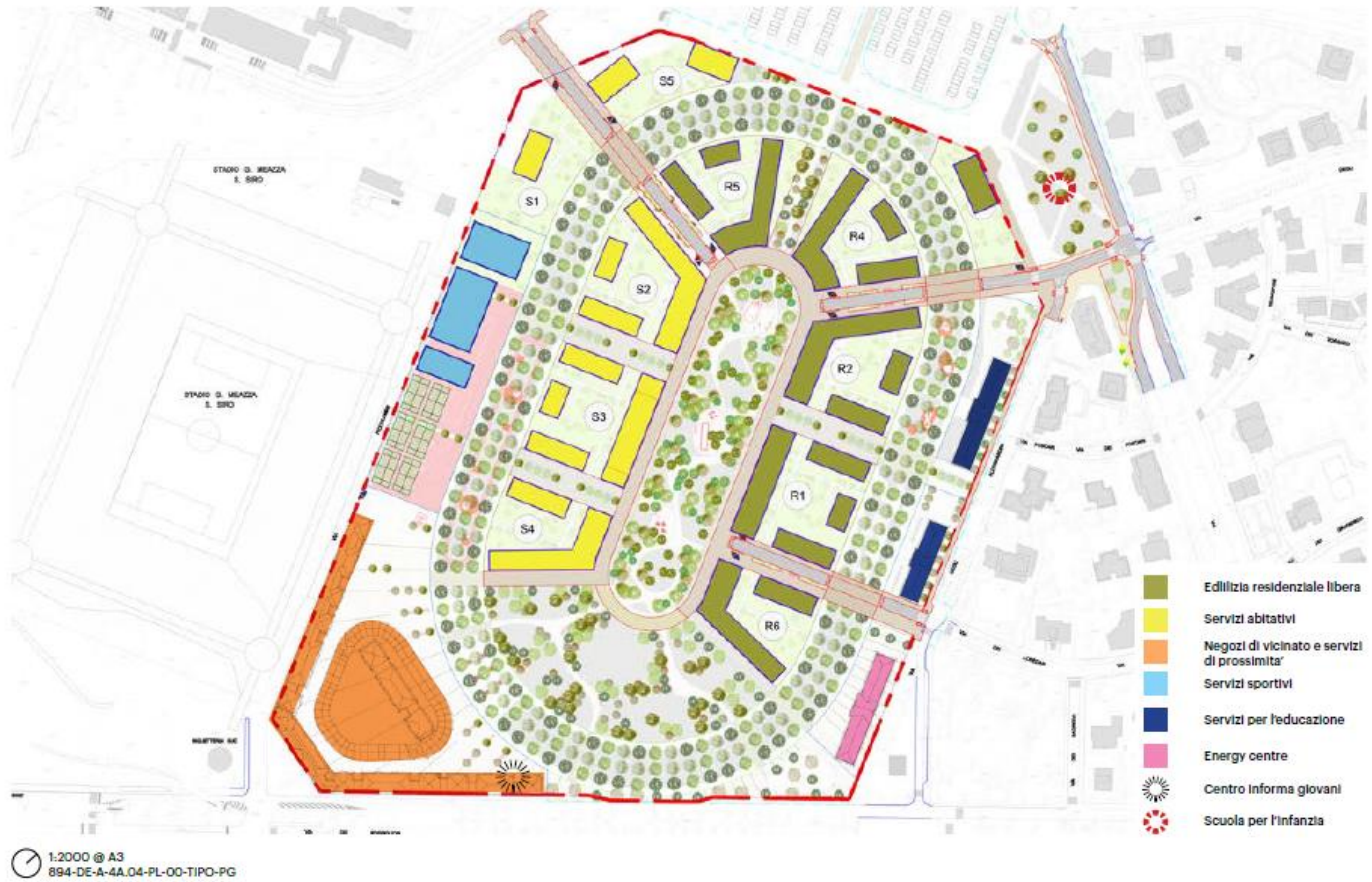 STADIO G. MEAZZA
S. SIRO
STADIO G. MEAZZA
S. SIRO
S5
S1
R5
R4
S2
R2
S3
R1
S4
R6
VIA
Edilizia residenziale libera
Servizi abitativi
Negozi di vicinato e servizi
di prossimita'
Servizi sportivi
Servizi per l'educazione
Energy centre
Centro informa giovani
Scuola per l'infanzia
1:2000 @ A3
894-DE-A-4A.04-PL-00-TIPO-PG